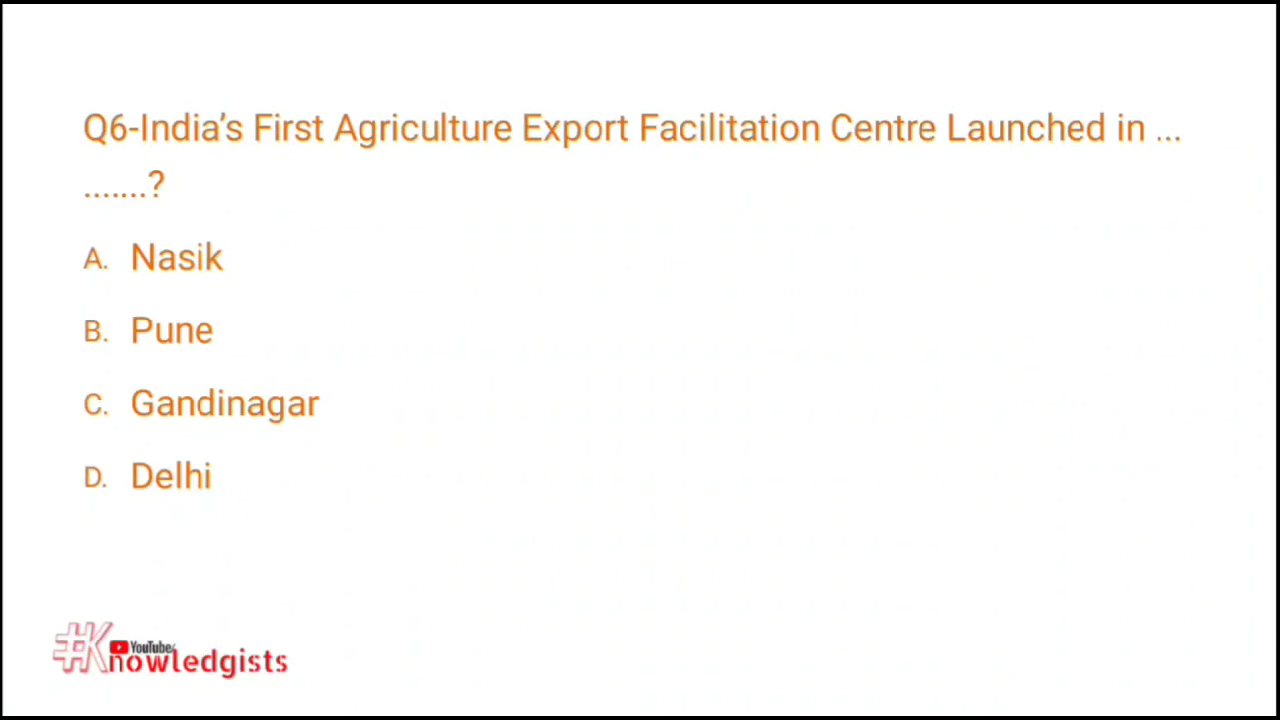 Q6-India's First Agriculture Export Facilitation Centre Launched in ...
.......?
A. Nasik
B. Pune
C. Gandinagar
D. Delhi
YouTube/
#Knowledgists